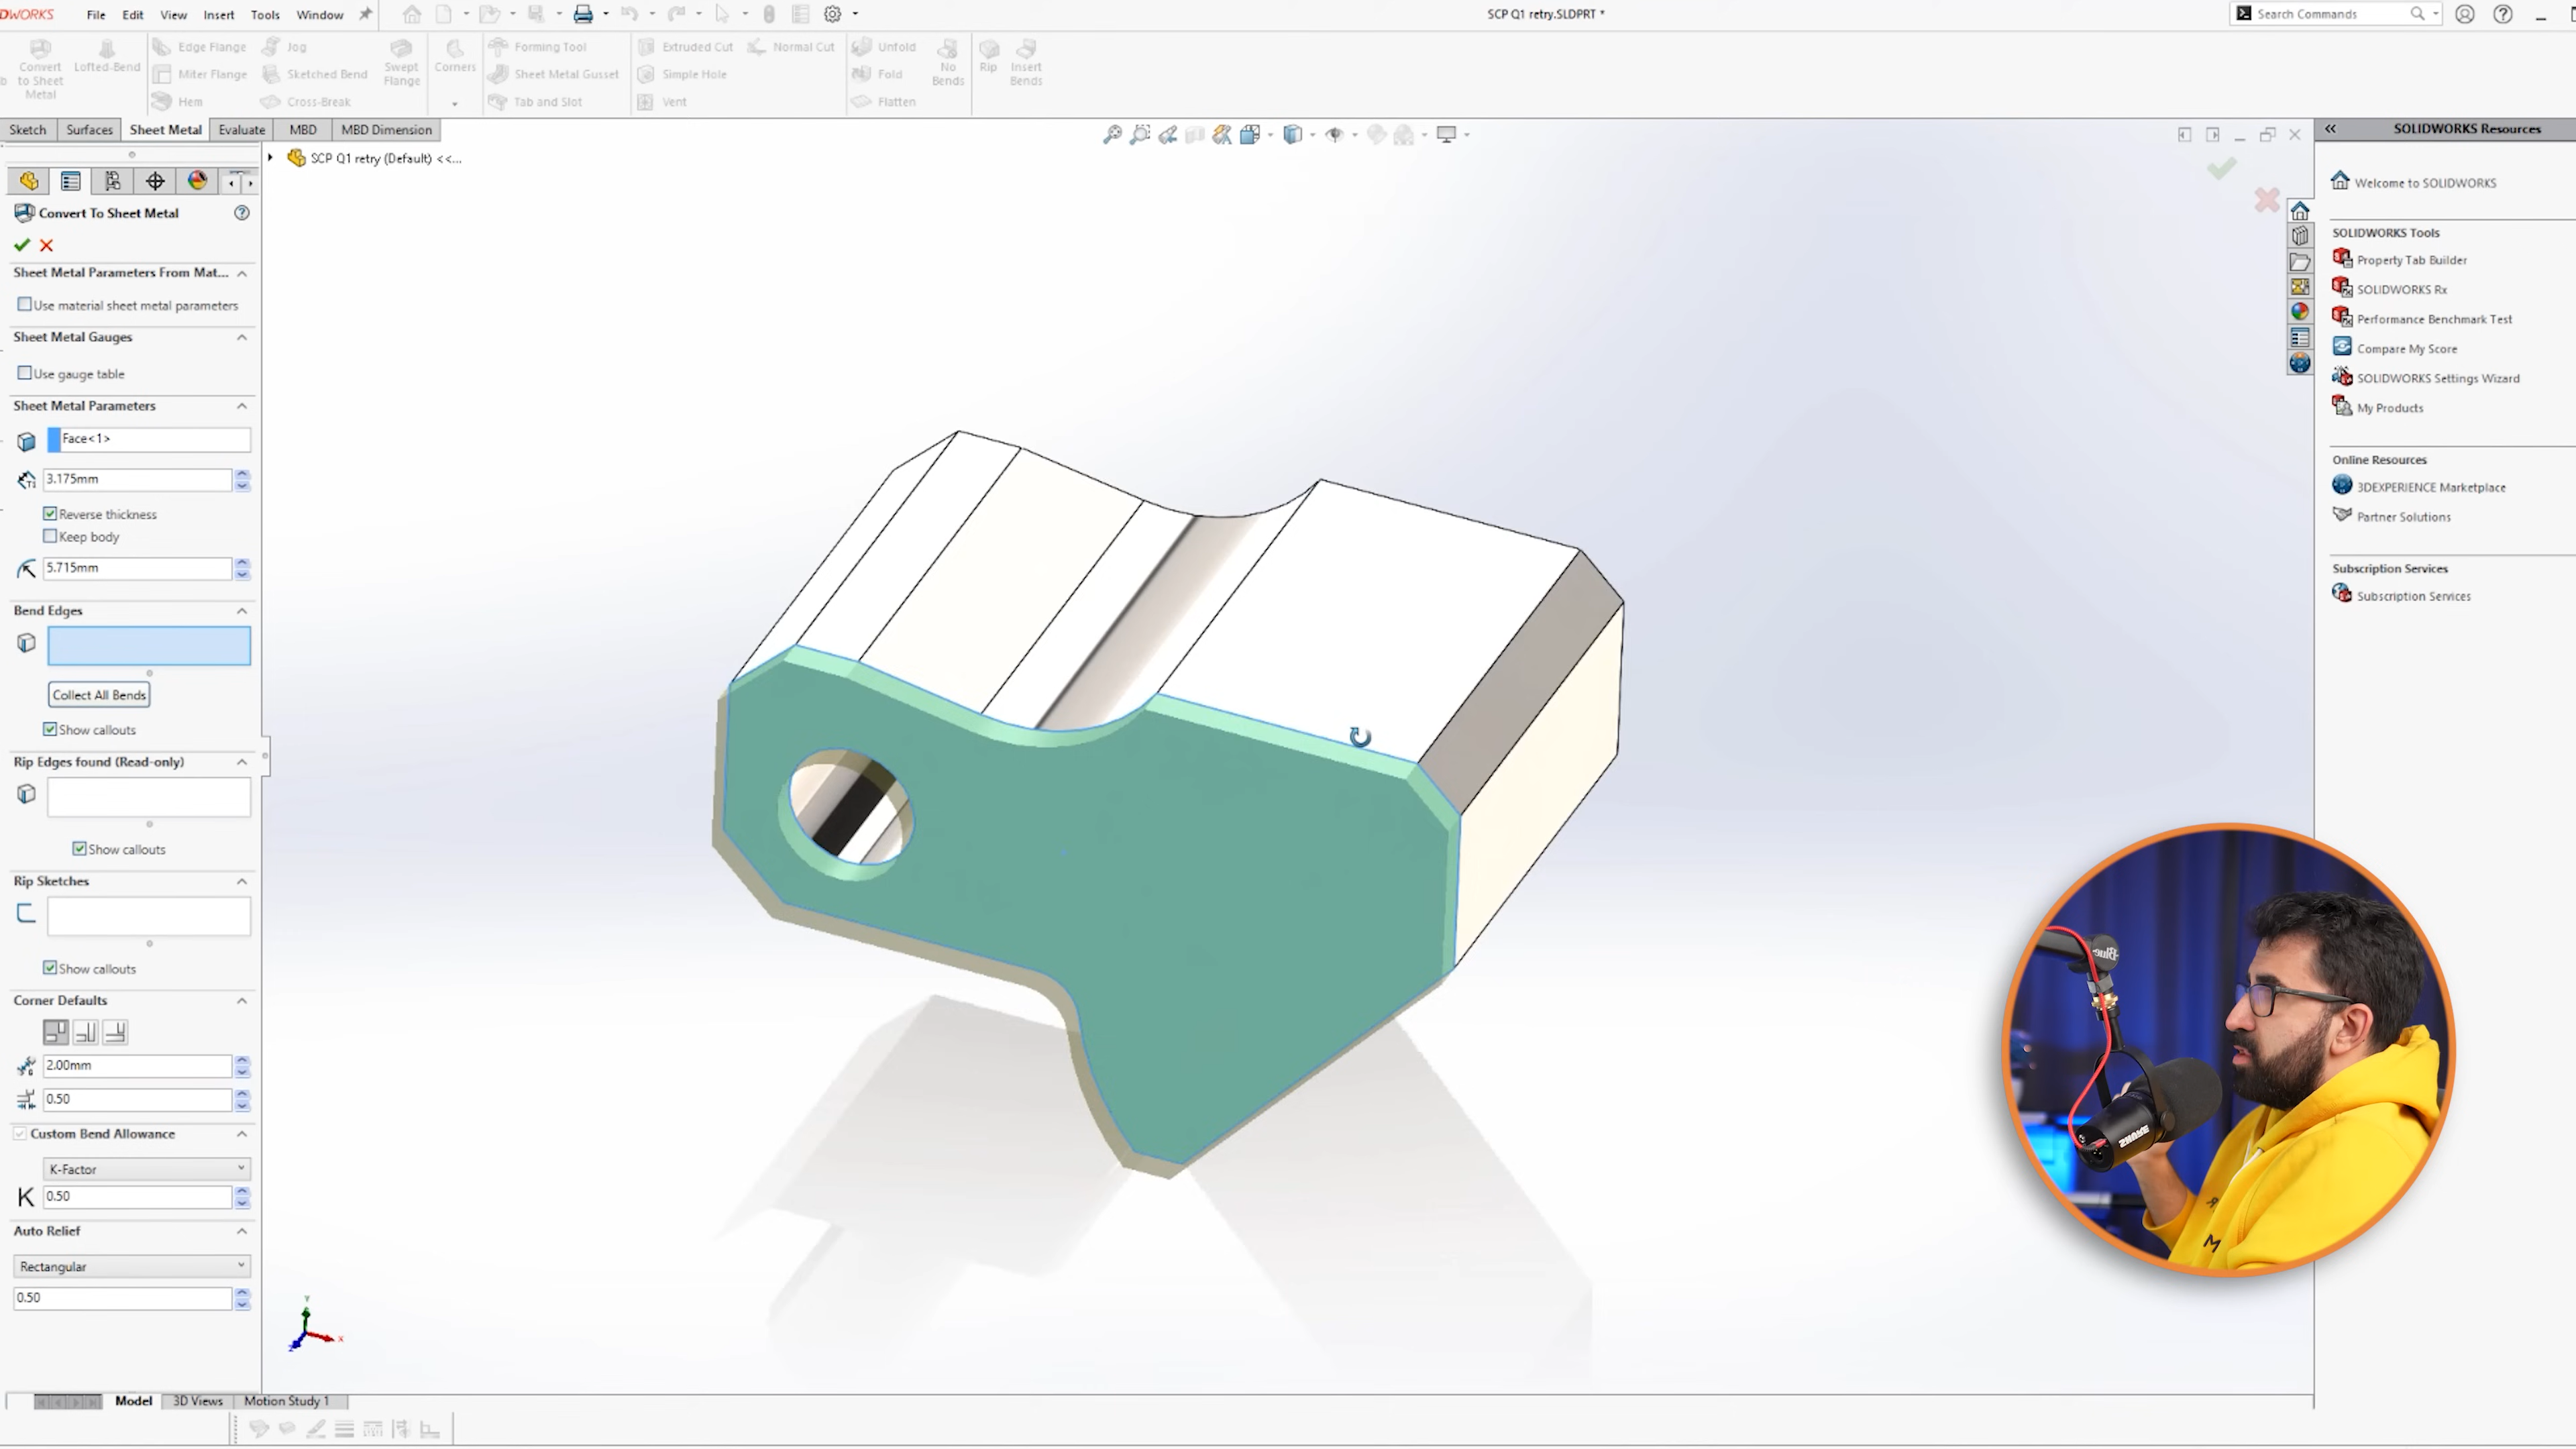 DWORKS File Edit View Insert Tools Window SCP Q1 retry.SLDPRT * Search Commands
Convert to Sheet Metal
Lofted-Bend
Edge Flange
Miter Flange
Hem
Jog
Sketched Bend
Cross-Break
Swept Flange
Corners
Forming Tool
Sheet Metal Gusset
Tab and Slot
Extruded Cut
Simple Hole
Vent
Normal Cut
Unfold
Fold
Flatten
No Bends
Rip
Insert Bends
Sketch Surfaces Sheet Metal Evaluate MBD MBD Dimension
SCP Q1 retry (Default) <<...
Convert To Sheet Metal
Sheet Metal Parameters From Mat...
Use material sheet metal parameters
Sheet Metal Gauges
Use gauge table
Sheet Metal Parameters
Face<1>
3.175mm
Reverse thickness
Keep body
5.715mm
Bend Edges
Collect All Bends
Show callouts
Rip Edges found (Read-only)
Show callouts
Rip Sketches
Show callouts
Corner Defaults
2.00mm
0.50
Custom Bend Allowance
K-Factor
K 0.50
Auto Relief
Rectangular
0.50
Y
X
Z
Model 3D Views Motion Study 1
SOLIDWORKS Resources
Welcome to SOLIDWORKS
SOLIDWORKS Tools
Property Tab Builder
SOLIDWORKS Rx
Performance Benchmark Test
Compare My Score
SOLIDWORKS Settings Wizard
My Products
Online Resources
3DEXPERIENCE Marketplace
Partner Solutions
Subscription Services
Subscription Services